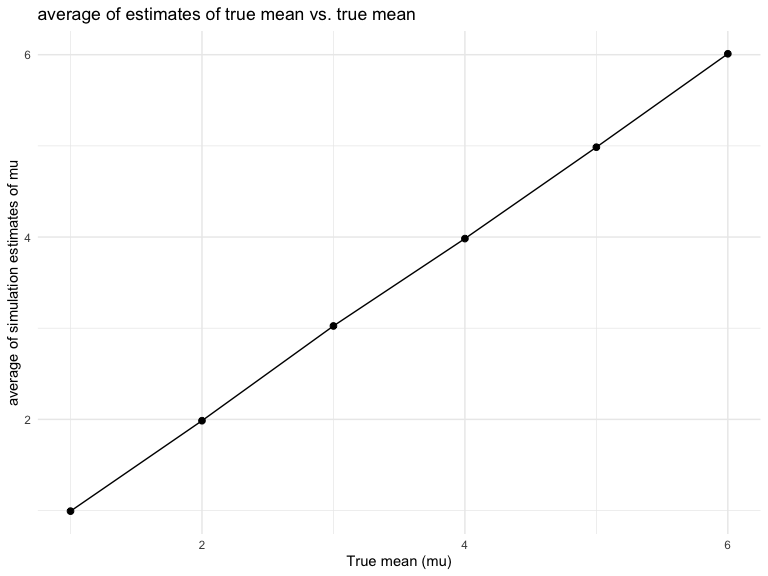 average of estimates of true mean vs. true mean
average of simulation estimates of mu
6
4
2
2
4
6
True mean (mu)